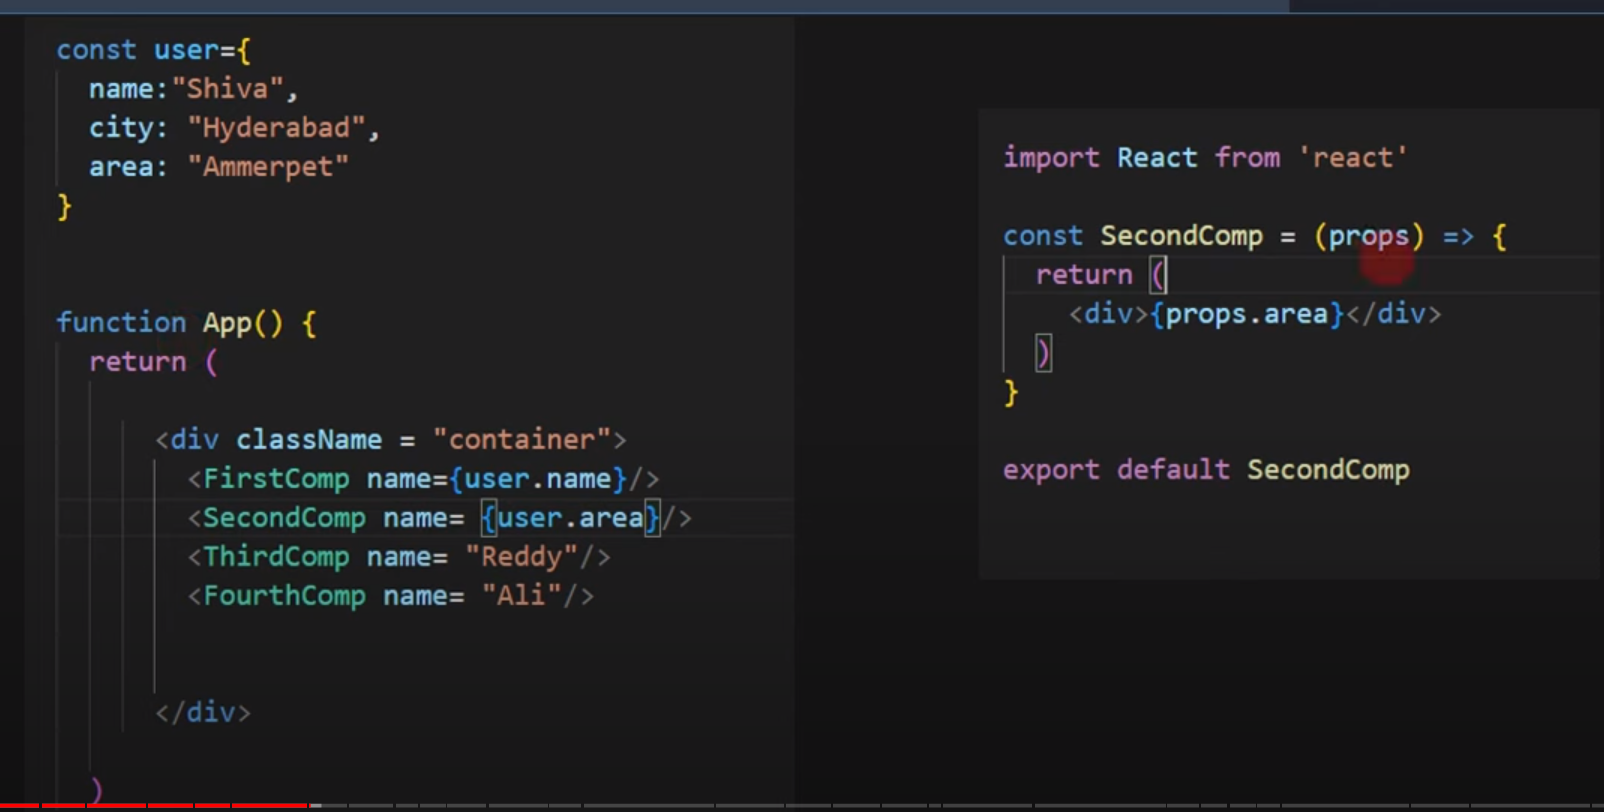 const user={
name:"Shiva",
city: "Hyderabad",
area: "Ammerpet"
}
function App() {
return (
<div className = "container">
<FirstComp name={user.name}/>
<SecondComp name= {user.area}/>
<ThirdComp name= "Reddy"/>
<FourthComp name= "Ali"/>
</div>
)
import React from 'react'
const SecondComp = (props) => {
return (
<div>{props.area}</div>
)
}
export default SecondComp